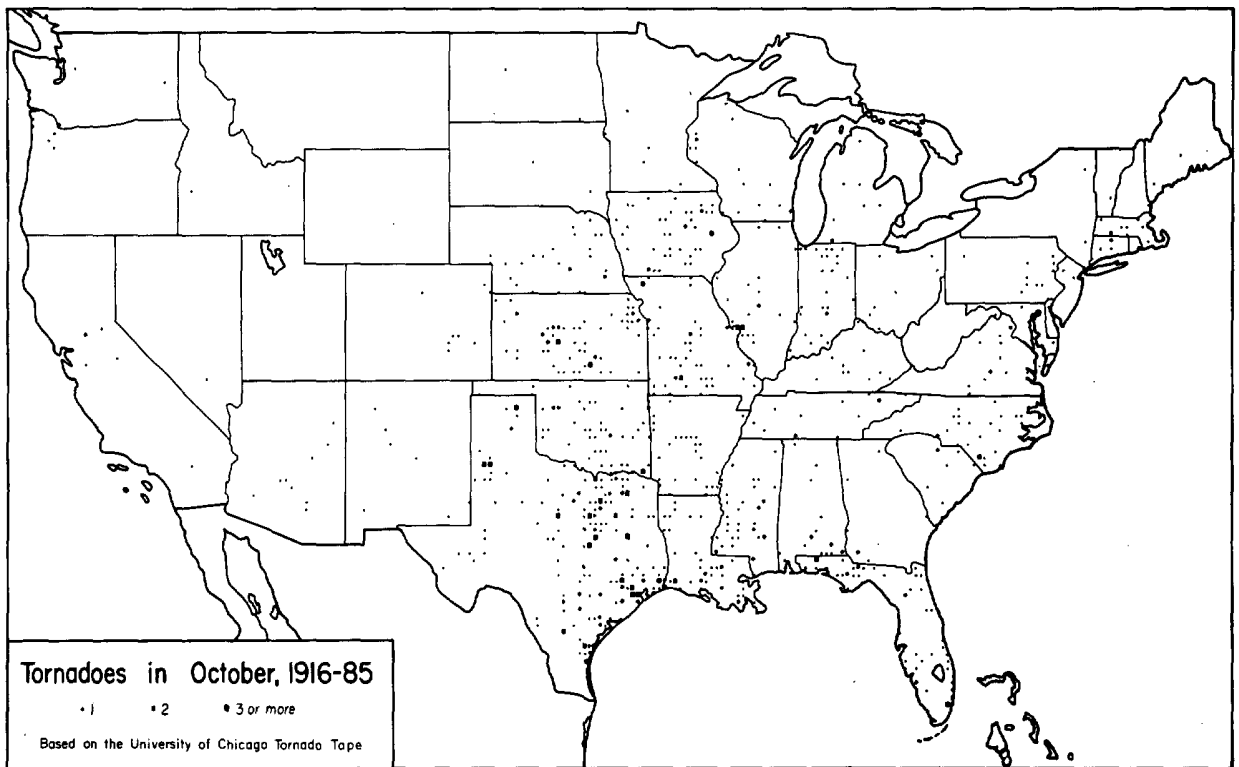 Tornadoes in October, 1916-85
1 2 3 or more
Based on the University of Chicago Tornado Tape